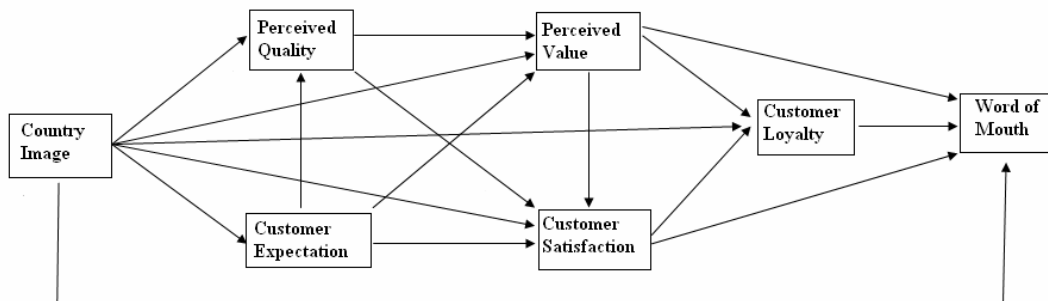 Perceived
Quality
Perceived
Value
Country
Image
Customer
Loyalty
Word of
Mouth
Customer
Expectation
Customer
Satisfaction